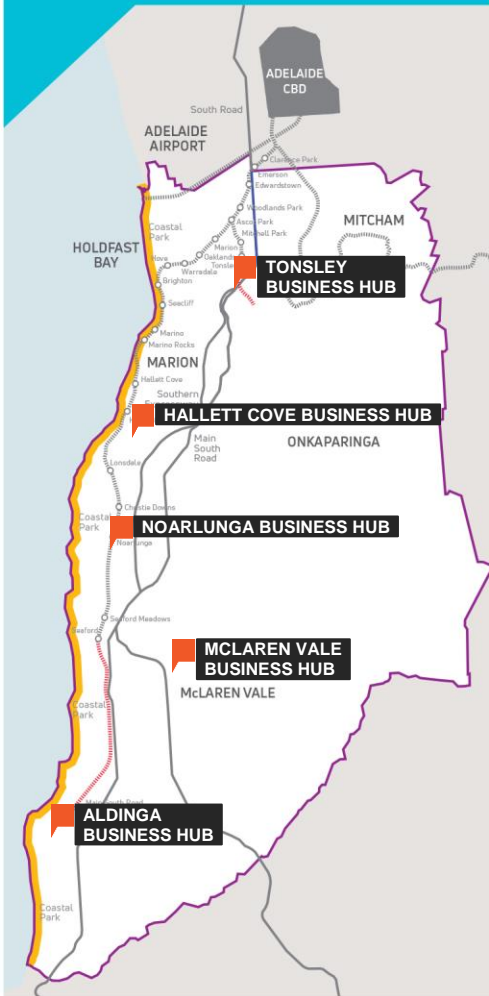 ADELAIDE
CBD
South Road
ADELAIDE
AIRPORT
Clarence Park
Emerson
Edwardstown
Woodlands Park
Ascot Park
Mitchell Park
MITCHAM
Coastal
Park
HOLDFAST
BAY
Marion
Oaklands
Hove
Tonsley
Warradale
TONSLEY
BUSINESS HUB
Brighton
Seacliff
Marino
Marino Rocks
MARION
Hallett Cove
Southern
HALLETT COVE BUSINESS HUB
Main
South
Road
ONKAPARINGA
Lonsdale
Christie Downs
Coastal
Park
NOARLUNGA BUSINESS HUB
Noarlunga
Seaford Meadows
Seaford
MCLAREN VALE
BUSINESS HUB
McLAREN VALE
Coastal
Park
Main South Road
ALDINGA
BUSINESS HUB
Coastal
Park